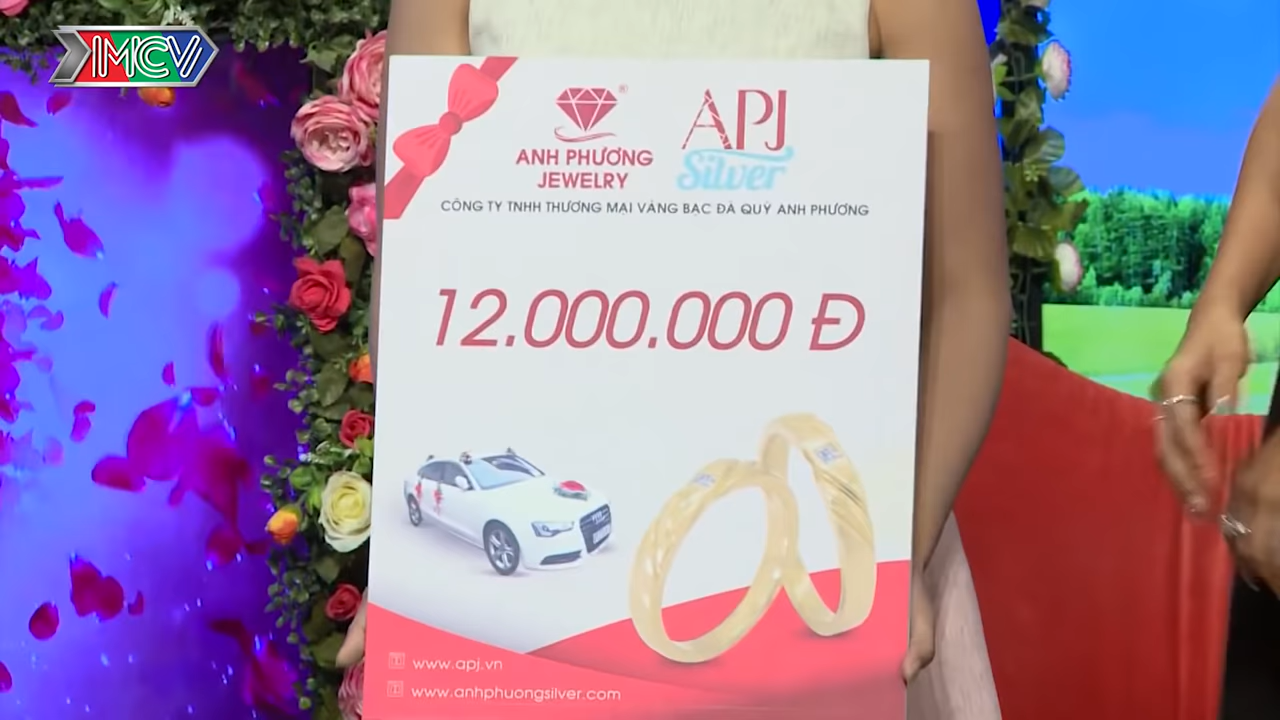 MCV
ANH PHƯƠNG
JEWELRY
®
APJ
Silver
CÔNG TY TNHH THƯƠNG MẠI VÀNG BẠC ĐÁ QUÝ ANH PHƯƠNG
12.000.000 Đ
www.apj.vn
www.anhphuongsilver.com